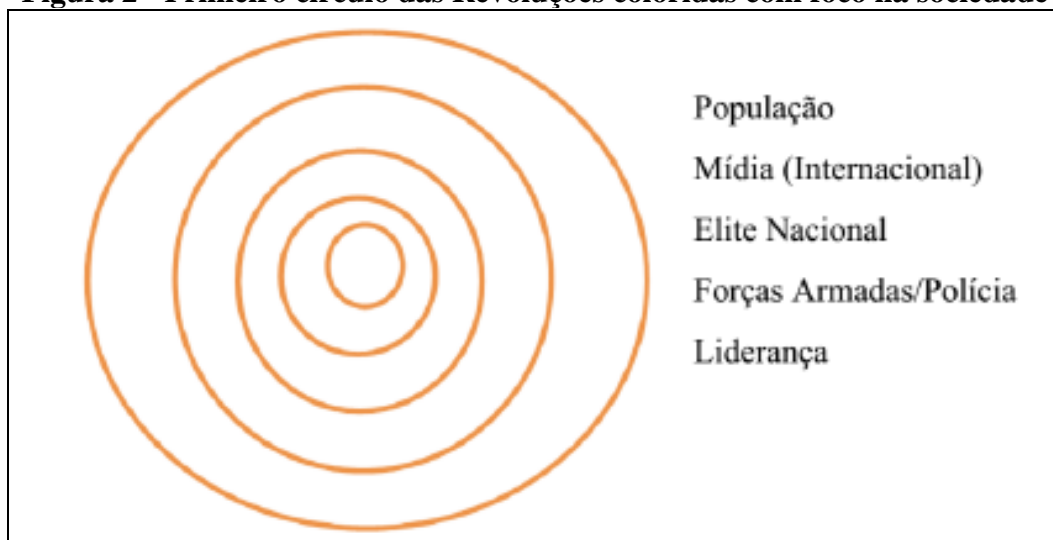 Figura 2 - Primeiro círculo das Revoluções coloridas com foco na sociedade
População
Mídia (Internacional)
Elite Nacional
Forças Armadas/Polícia
Liderança